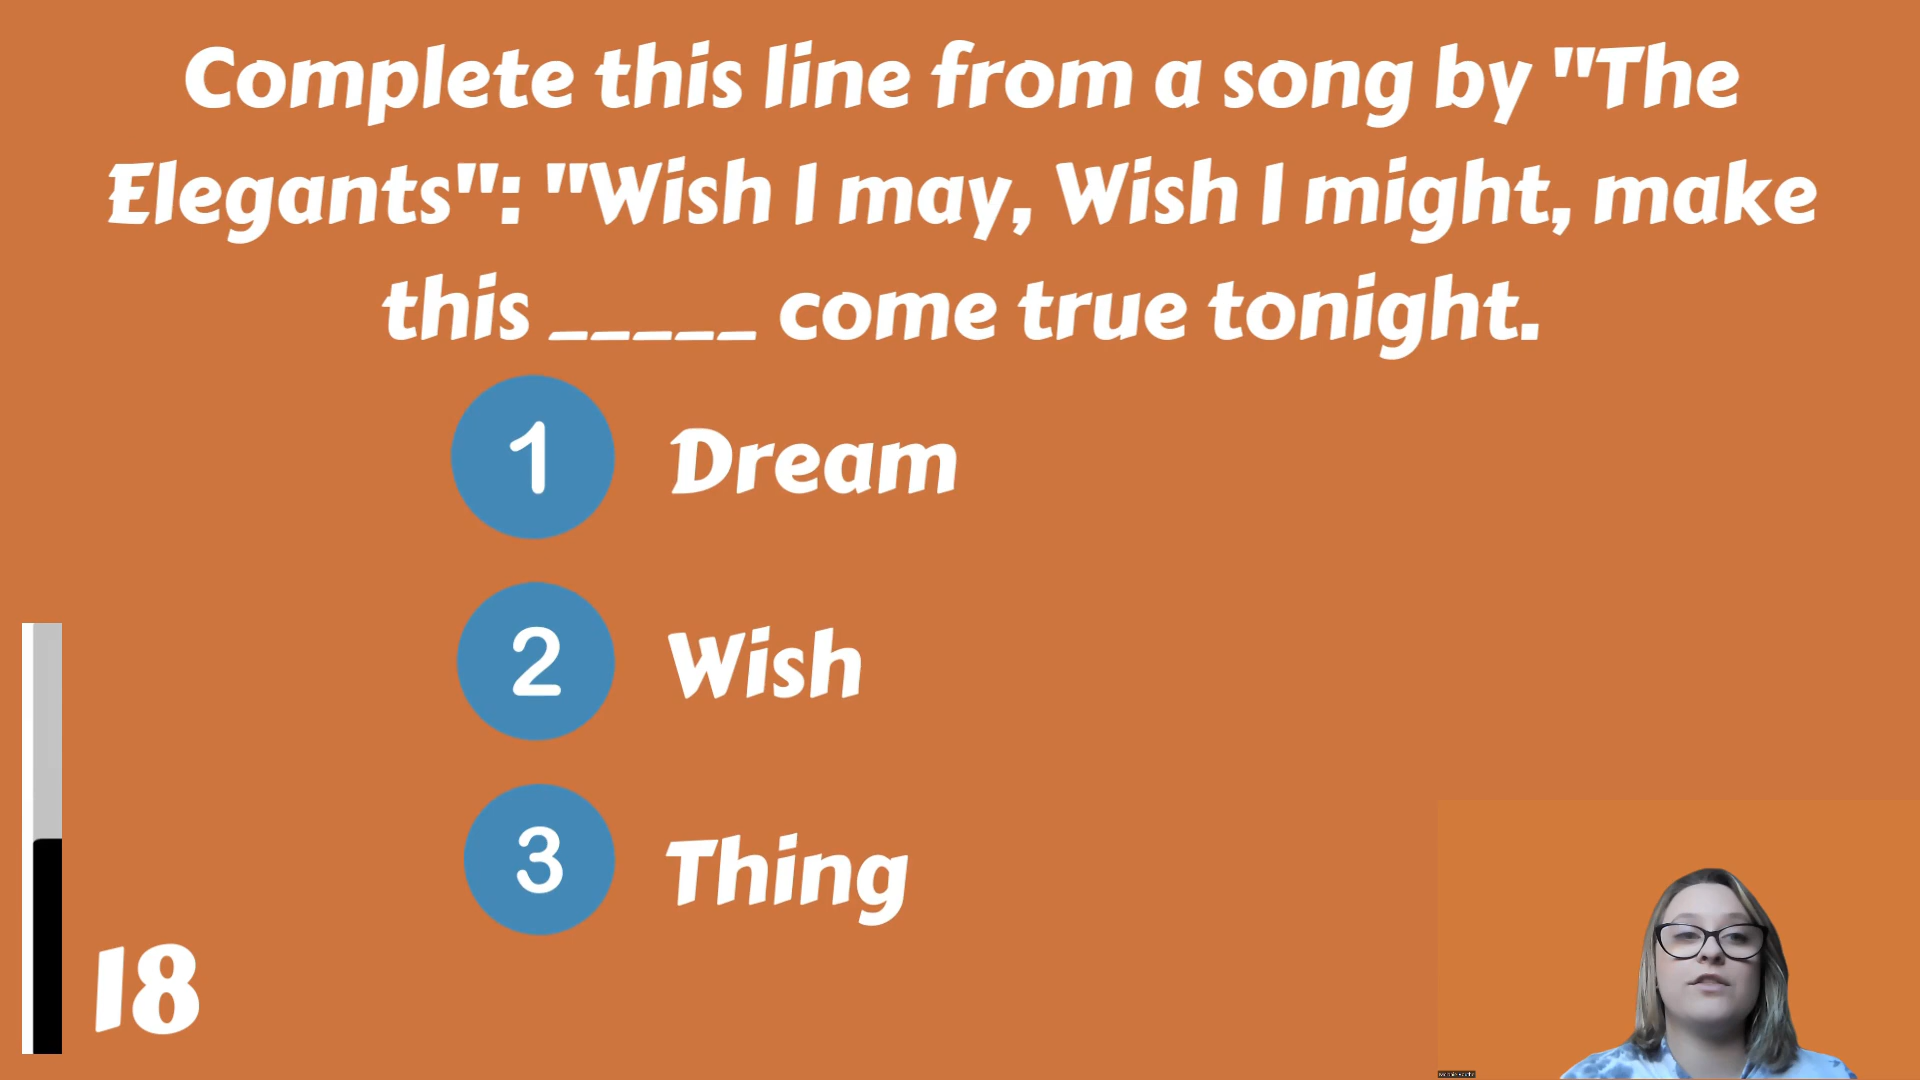 Complete this line from a song by "The
Elegants": "Wish I may, Wish I might, make
this _____ come true tonight.
1 Dream
2 Wish
3 Thing
18